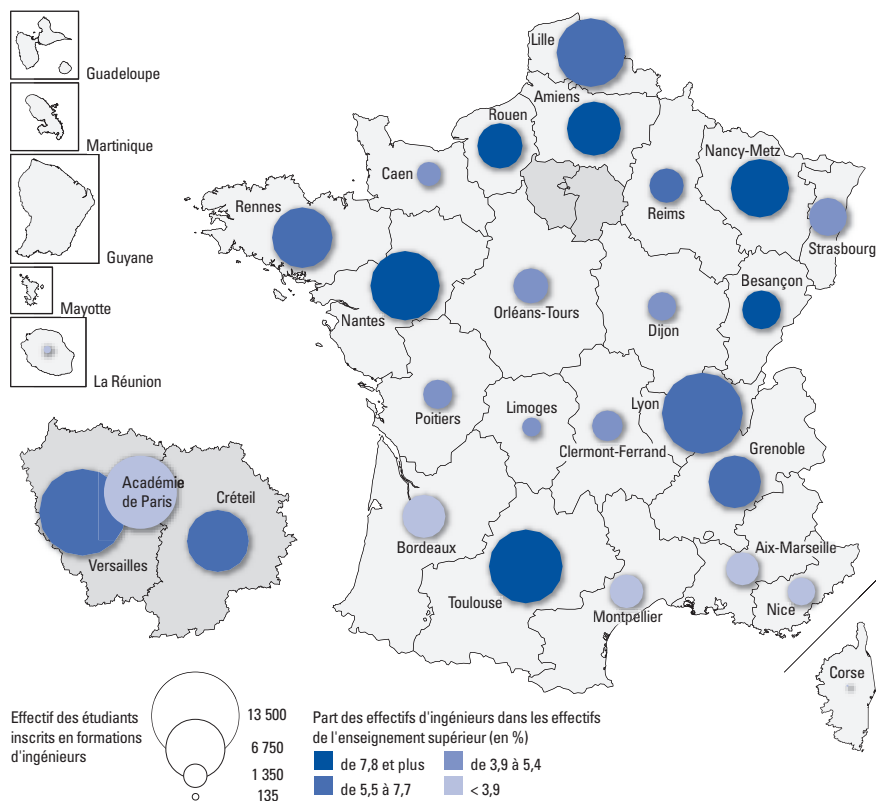 Guadeloupe
Martinique
Guyane
Mayotte
La Réunion
Lille
Amiens
Rouen
Caen
Nancy-Metz
Reims
Strasbourg
Rennes
Nantes
Orléans-Tours
Besançon
Dijon
Poitiers
Limoges
Clermont-Ferrand
Lyon
Grenoble
Bordeaux
Toulouse
Montpellier
Aix-Marseille
Nice
Corse
Académie
de Paris
Créteil
Versailles
Effectif des étudiants
inscrits en formations
d'ingénieurs
13 500
6 750
1 350
135
Part des effectifs d'ingénieurs dans les effectifs
de l'enseignement supérieur (en %)
de 7,8 et plus
de 5,5 à 7,7
de 3,9 à 5,4
< 3,9